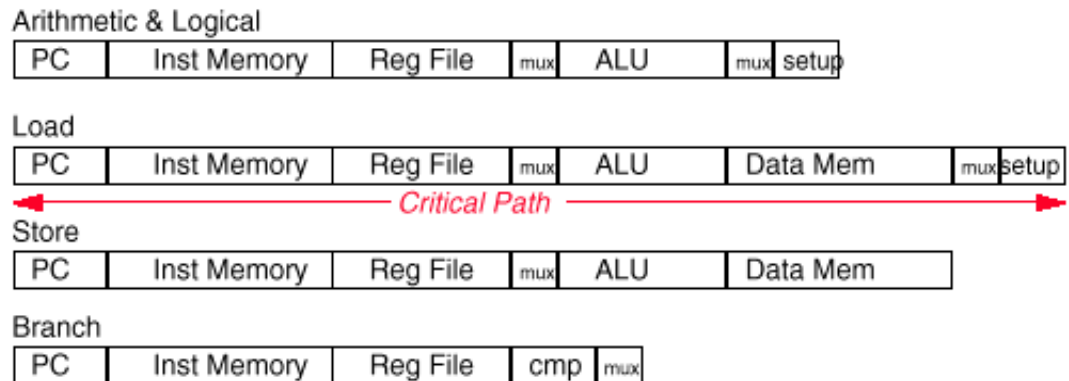 Arithmetic & Logical
PC Inst Memory Reg File mux ALU mux setup
Load
PC Inst Memory Reg File mux ALU Data Mem mux setup
Critical Path
Store
PC Inst Memory Reg File mux ALU Data Mem
Branch
PC Inst Memory Reg File cmp mux